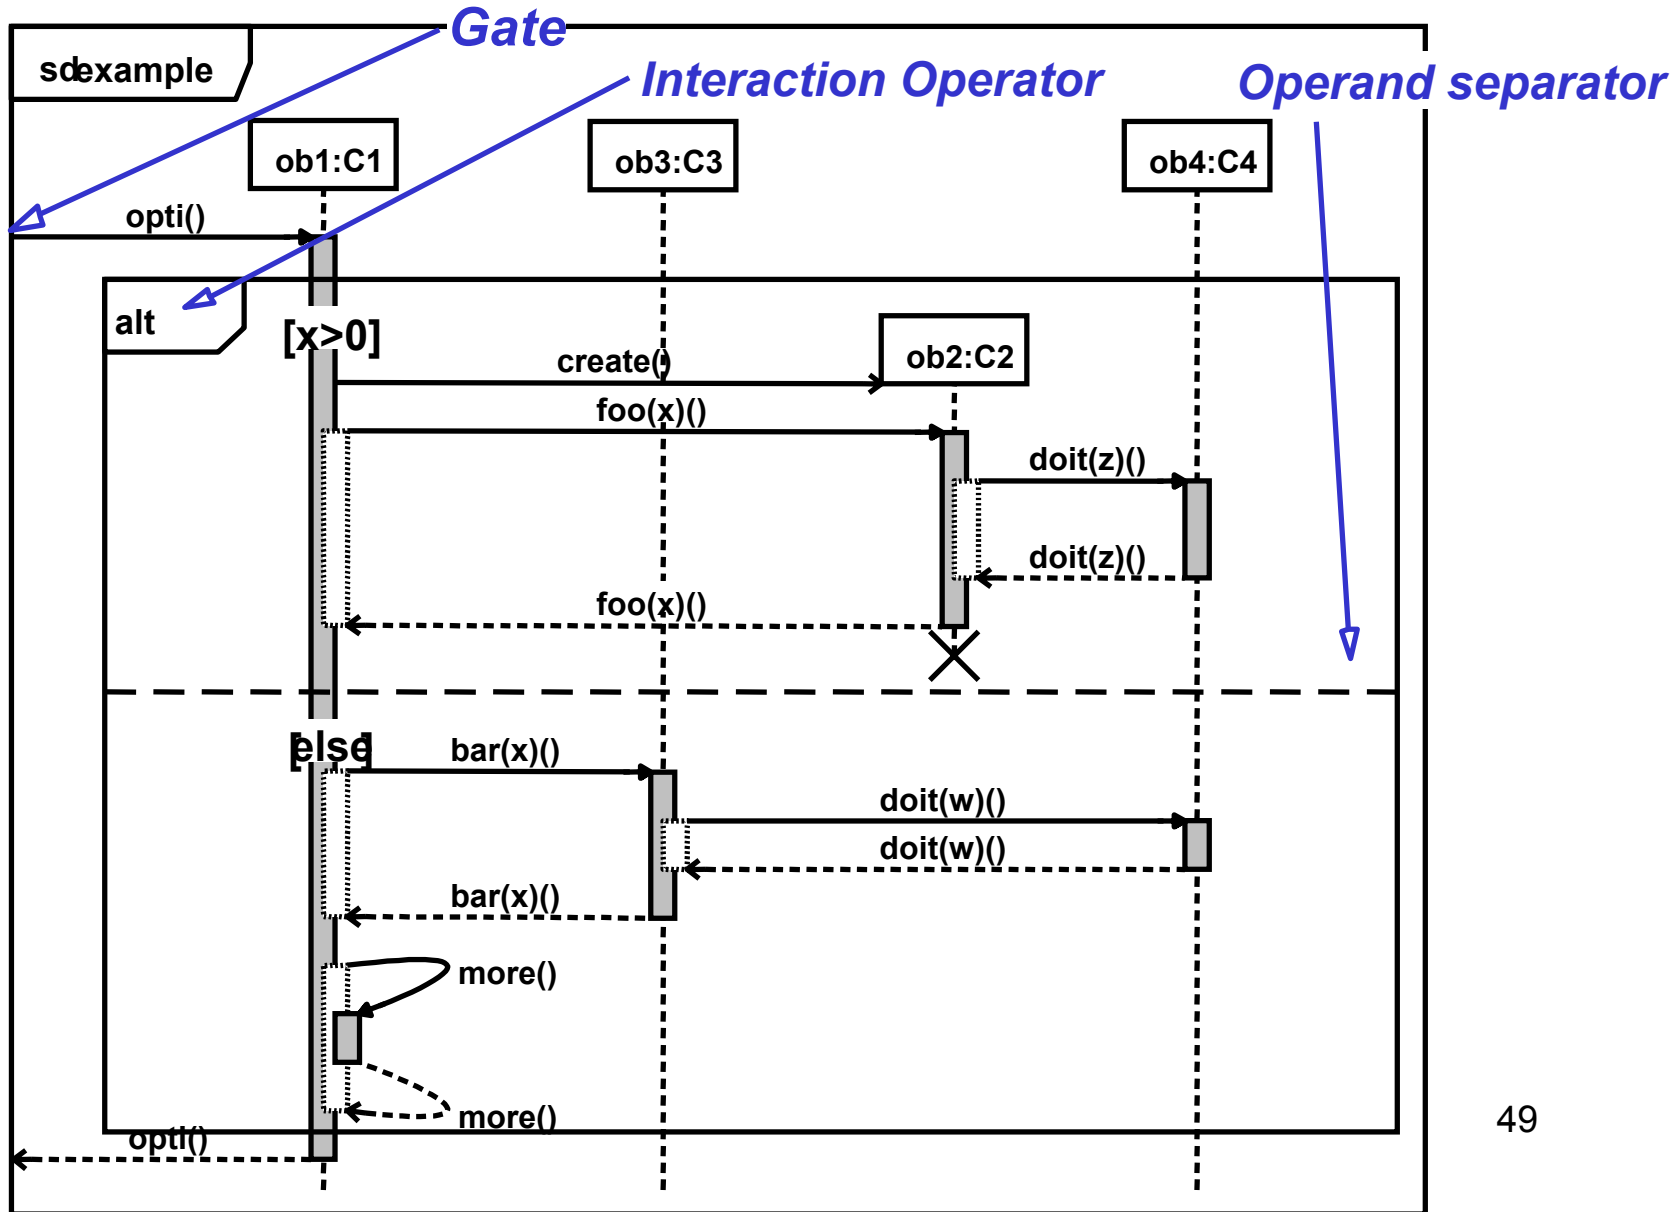 Gate
sd example
Interaction Operator
Operand separator
ob1:C1
ob3:C3
ob4:C4
opti()
alt
[x>0]
create()
ob2:C2
foo(x)()
doit(z)()
doit(z)()
foo(x)()
[else]
bar(x)()
doit(w)()
doit(w)()
bar(x)()
more()
more()
opti()
49